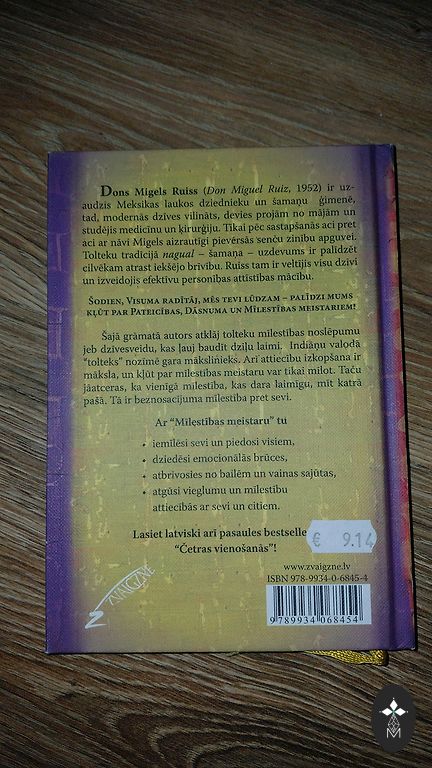 Dons Migels Ruiss (Don Miguel Ruiz, 1952) ir uz-
audzis Meksikas laukos dziednieku un šamaņu ģimenē,
tad, modernās dzīves vilināts, devies projām no mājām un
studējis medicīnu un ķirurģiju. Tikai pēc sastapšanās aci pret
aci ar nāvi Migels aizrautīgi pievērsās senču zinību apguvei.
Tolteku tradīcijā nagual – šamaņa – uzdevums ir palīdzēt
cilvēkam atrast iekšējo brīvību. Ruiss tam ir veltījis visu dzīvi
un izveidojis efektīvu personības attīstības mācību.
Šodien, Visuma radītāj, mēs tevi lūdzam – palīdzi mums
kļūt par Pateicības, Dāsnuma un Mīlestības meistariem!
Šajā grāmatā autors atklāj tolteku mīlestības noslēpumu
jeb dzīvesveidu, kas ļauj baudīt dziļu laimi. Indiāņu valodā
"tolteks" nozīmē gara mākslinieks. Arī attiecību izkopšana ir
māksla, un kļūt par mīlestības meistaru var tikai mīlot. Taču
jāatceras, ka vienīgā mīlestība, kas dara laimīgu, mīt katrā
pašā. Tā ir beznosacījuma mīlestība pret sevi.
Ar "Mīlestības meistaru" tu
• iemīlēsi sevi un piedosi visiem,
• dziedēsi emocionālās brūces,
• atbrīvosies no bailēm un vainas sajūtas,
• atgūsi vieglumu un mīlestību
attiecībās ar sevi un citiem.
Lasiet latviski arī pasaules bestselle
"Četras vienošanās"!
€ 9.14
www.zvaigzne.lv
ISBN 978-9934-0-6845-4
9 789934 068454
Z ZVAIGZNE
M